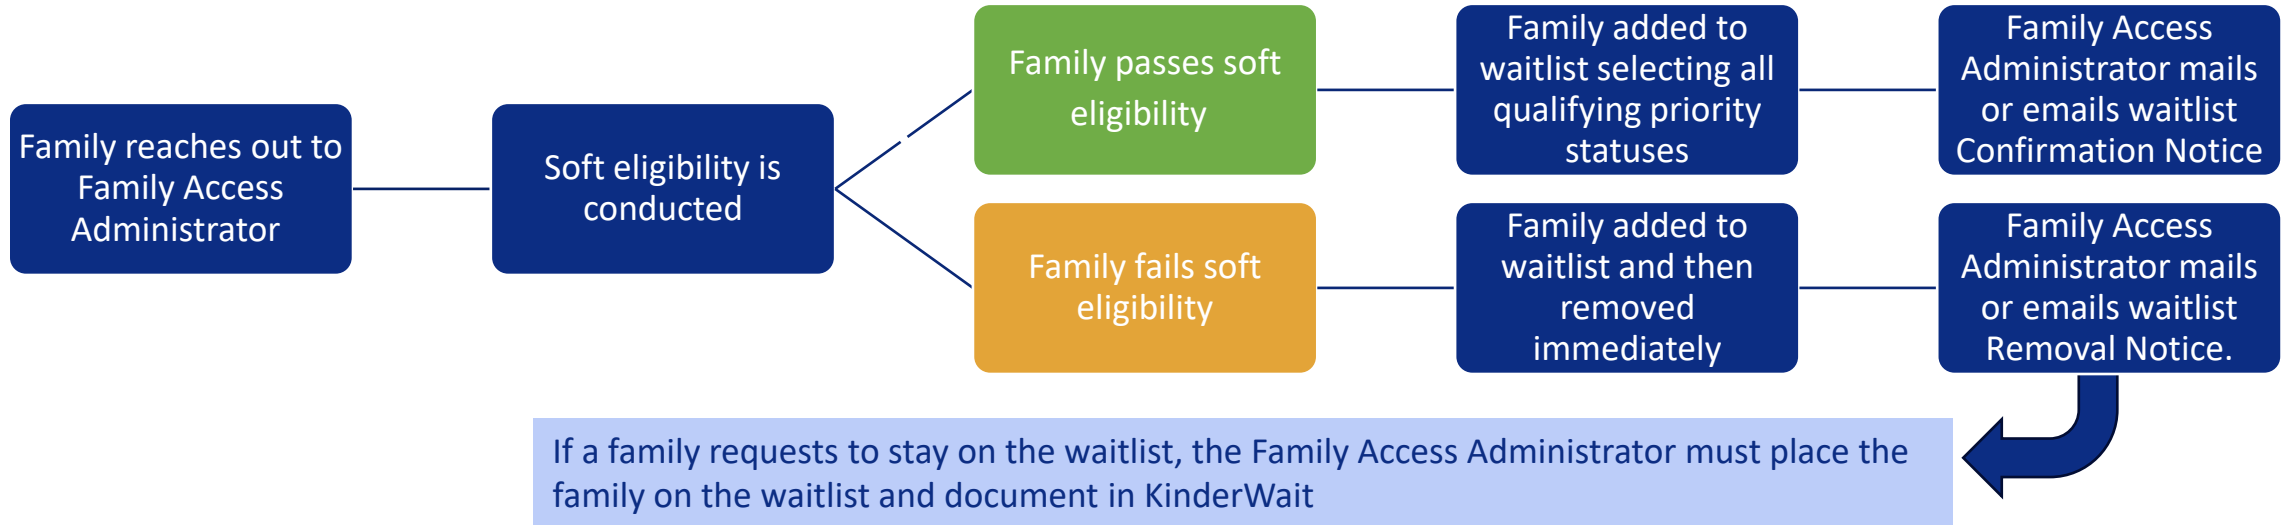 Family reaches out to
Family Access
Administrator
Soft eligibility is
conducted
Family passes soft
eligibility
Family added to
waitlist selecting all
qualifying priority
statuses
Family Access
Administrator mails
or emails waitlist
Confirmation Notice
Family fails soft
eligibility
Family added to
waitlist and then
removed
immediately
Family Access
Administrator mails
or emails waitlist
Removal Notice.
If a family requests to stay on the waitlist, the Family Access Administrator must place the
family on the waitlist and document in KinderWait